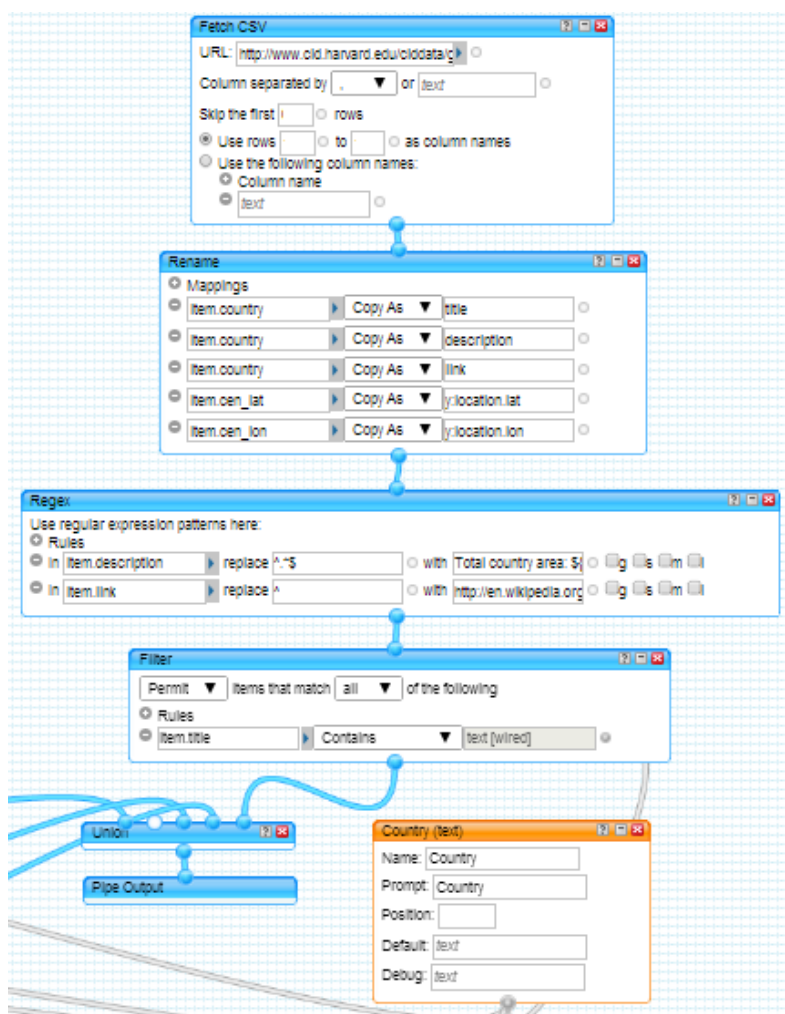 Fetch CSV
URL: http://www.cid.harvard.edu/ciddata/g
Column separated by , or text
Skip the first rows
Use rows to as column names
Use the following column names:
Column name
text
Rename
Mappings
item.country Copy As title
item.country Copy As description
item.country Copy As link
item.cen_lat Copy As y:location.lat
item.cen_lon Copy As y:location.lon
Regex
Use regular expression patterns here:
Rules
In item.description replace ^.*$ with Total country area: ${ g s m i
In item.link replace ^ with http://en.wikipedia.org g s m i
Filter
Permit items that match all of the following
Rules
item.title Contains text [wired]
Union
Pipe Output
Country (text)
Name: Country
Prompt: Country
Position:
Default: text
Debug: text